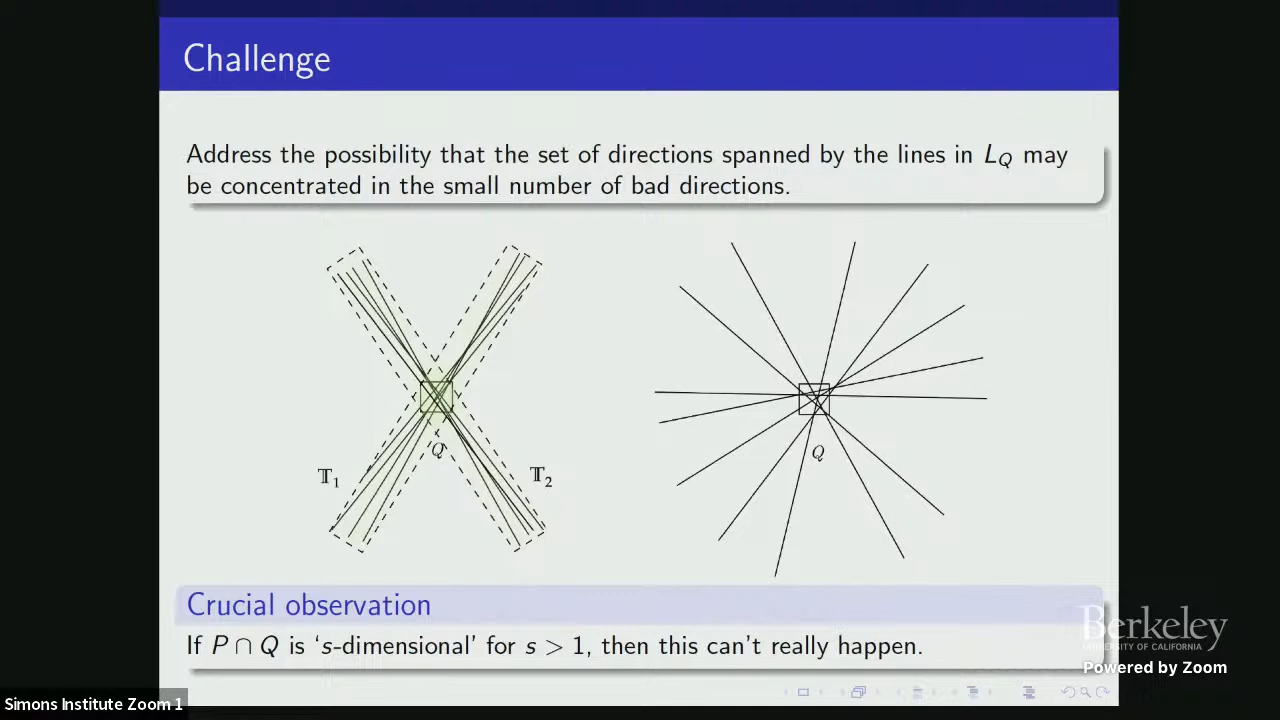 Challenge
Address the possibility that the set of directions spanned by the lines in L_Q may
be concentrated in the small number of bad directions.
Q
𝕋₁
𝕋₂
Q
Crucial observation
If P ∩ Q is ‘s-dimensional’ for s > 1, then this can’t really happen.
Berkeley
UNIVERSITY OF CALIFORNIA
Powered by Zoom
Simons Institute Zoom 1